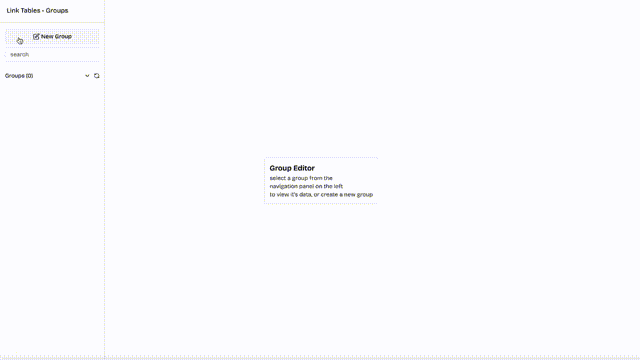 Link Tables - Groups
New Group
search
Groups (0)
Group Editor
select a group from the
navigation panel on the left
to view it's data, or create a new group